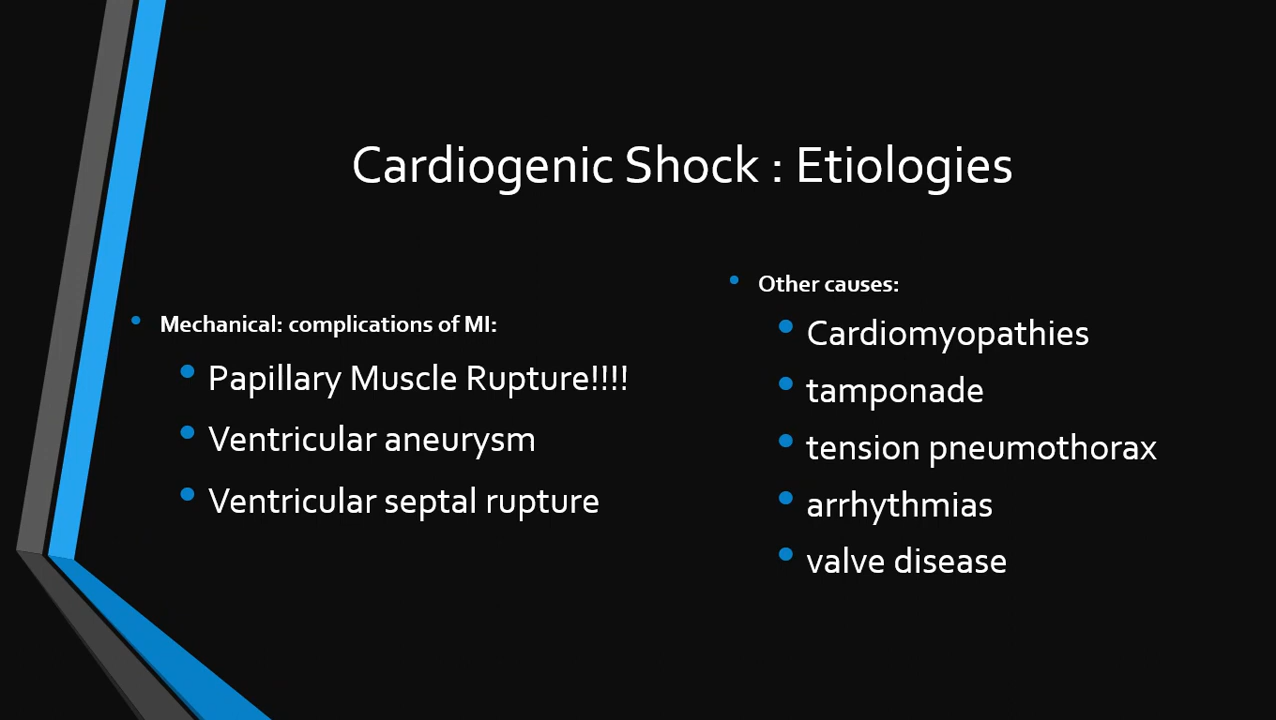 Cardiogenic Shock : Etiologies
Mechanical: complications of MI:
Papillary Muscle Rupture!!!!
Ventricular aneurysm
Ventricular septal rupture
Other causes:
Cardiomyopathies
tamponade
tension pneumothorax
arrhythmias
valve disease